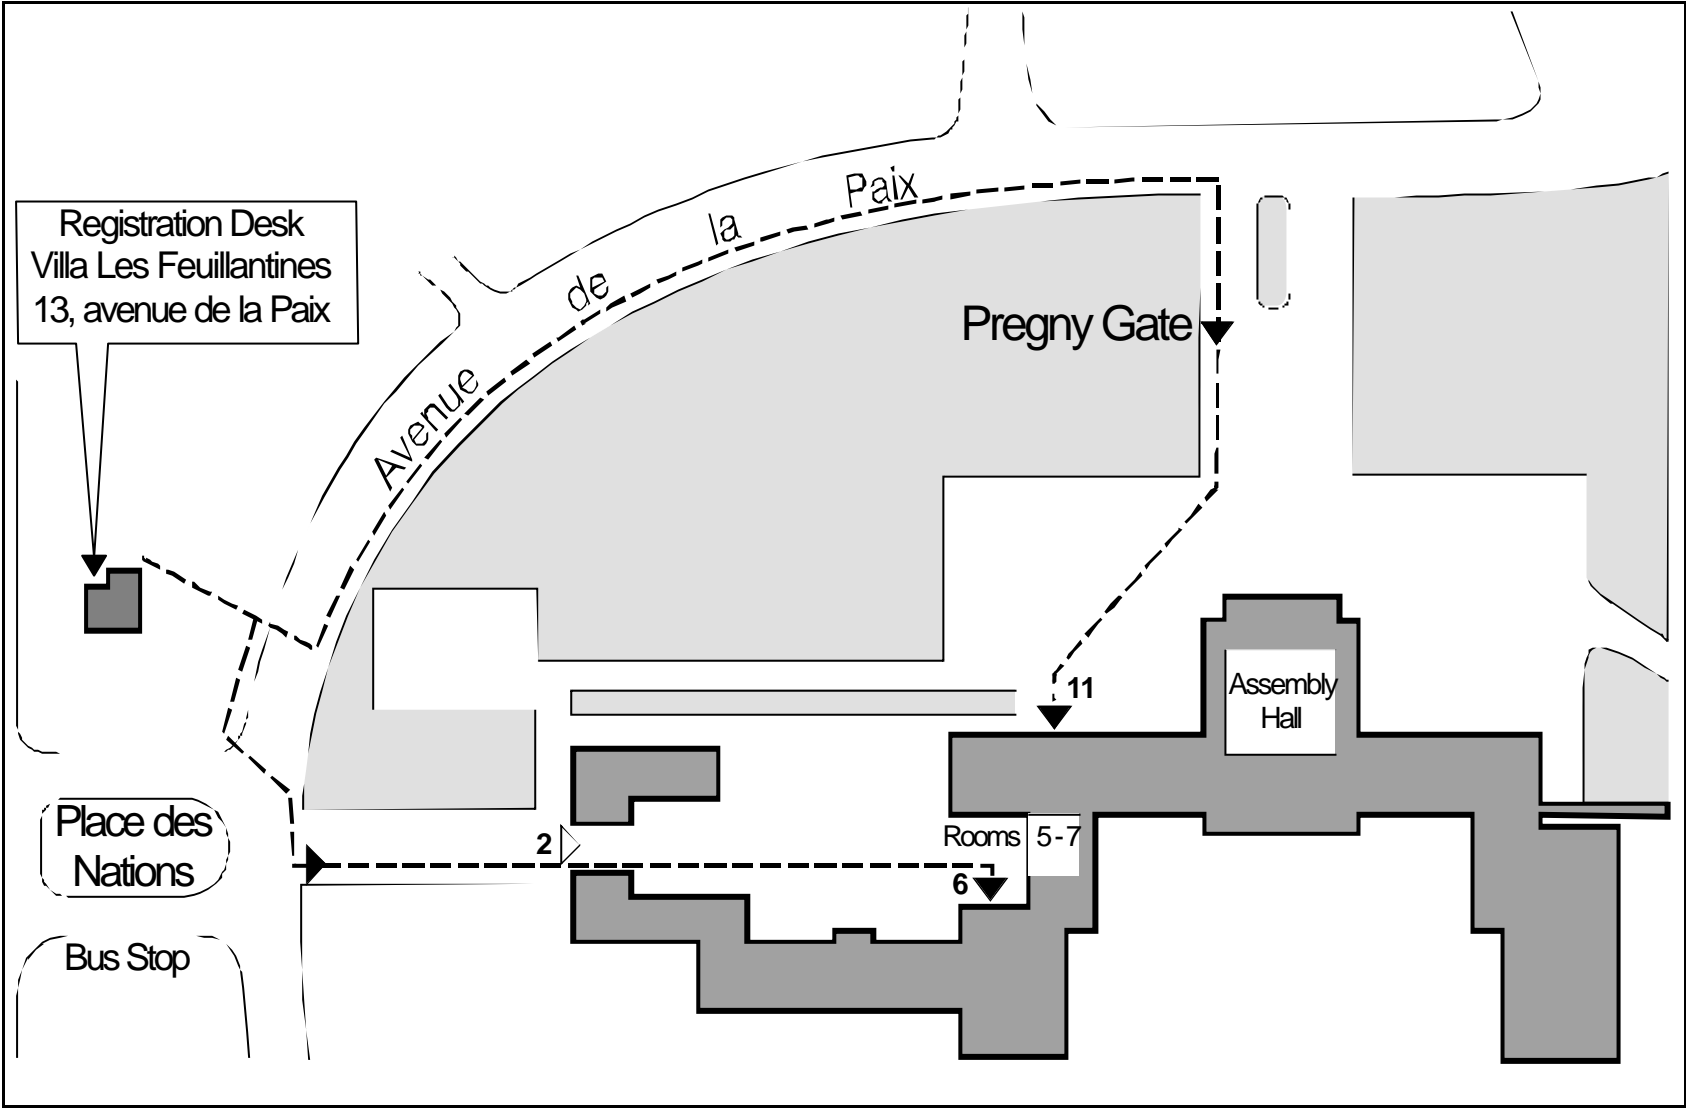 Paix
la
de
Avenue
Registration Desk
Villa Les Feuillantines
13, avenue de la Paix
Pregny Gate
11
Assembly
Hall
Place des
Nations
2
Rooms 5-7
6
Bus Stop